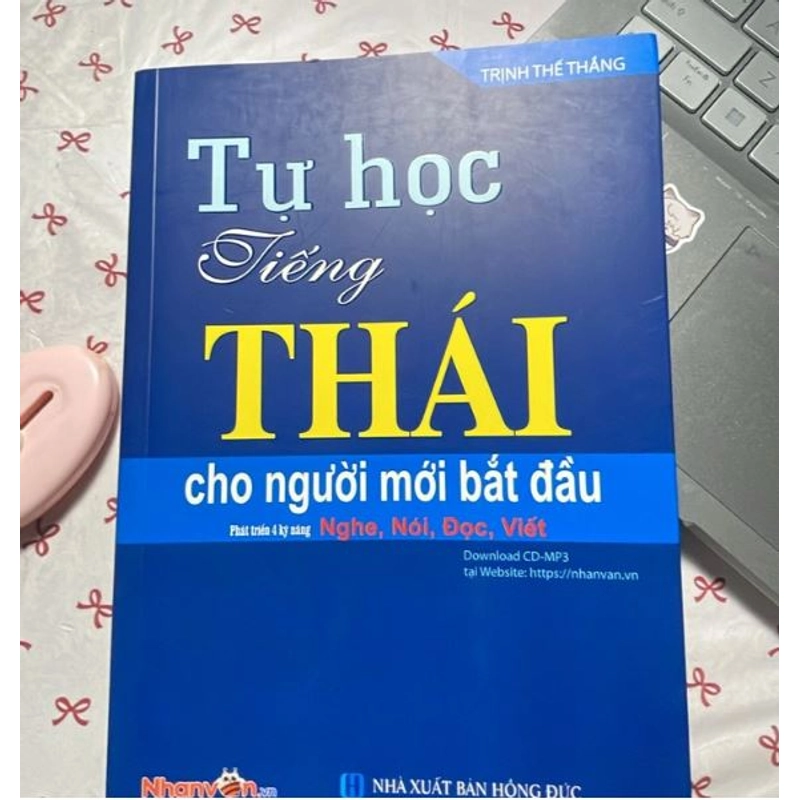 TRỊNH THẾ THẮNG
Tự học
Tiếng
THÁI
cho người mới bắt đầu
Phát triển 4 kỹ năng Nghe, Nói, Đọc, Viết
Download CD-MP3
tại Website: https://nhanvan.vn
Nhanvan.vn
NHÀ XUẤT BẢN HỒNG ĐỨC